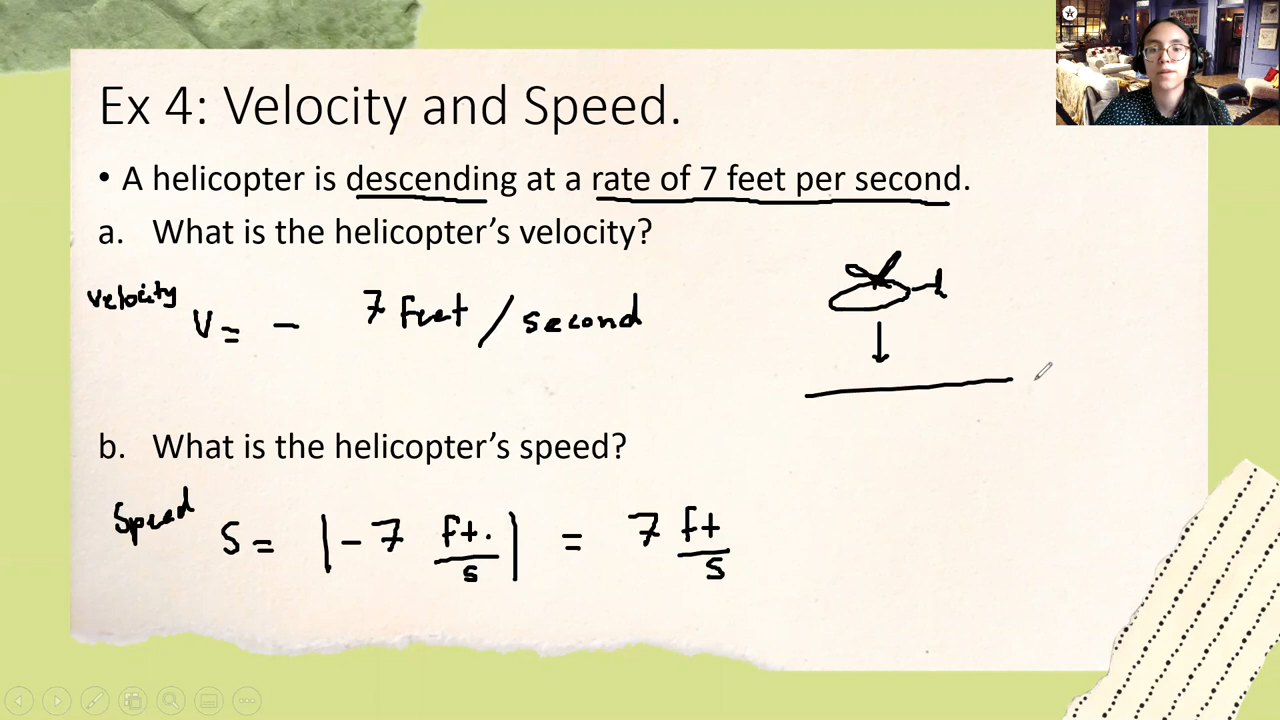 Ex 4: Velocity and Speed.
• A helicopter is descending at a rate of 7 feet per second.
a. What is the helicopter’s velocity?
velocity
V = - 7 feet / second
b. What is the helicopter’s speed?
Speed
S = |-7 ft./s| = 7 ft/s